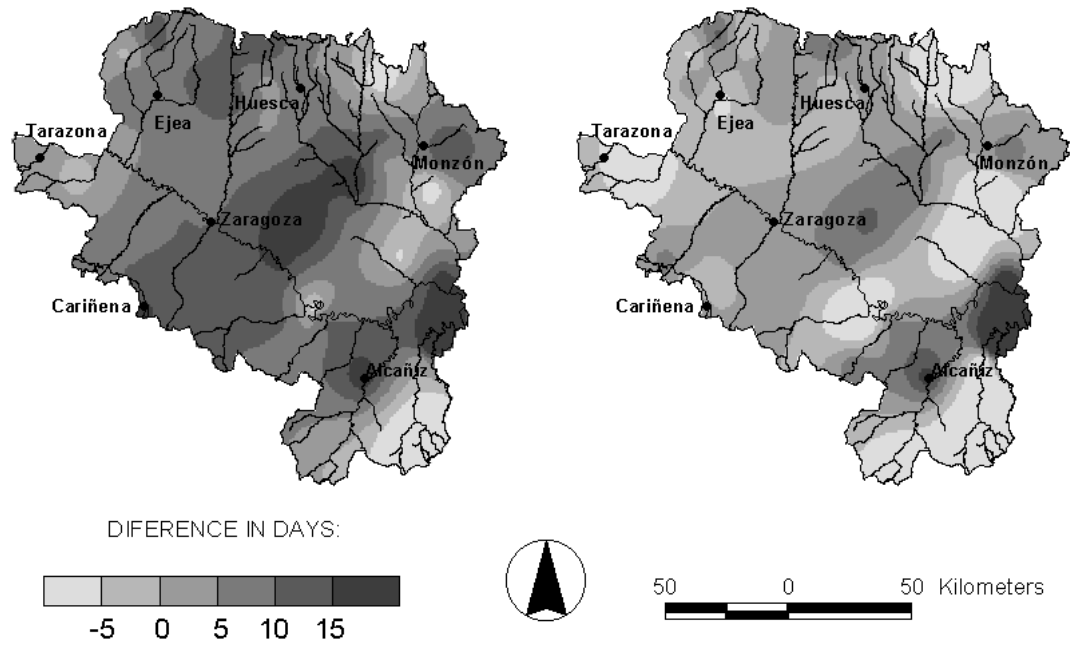 Huesca
Ejea
Tarazona
Monzón
Zaragoza
Cariñena
Alcañiz
Huesca
Ejea
Tarazona
Monzón
Zaragoza
Cariñena
Alcañiz
DIFERENCE IN DAYS:
-5 0 5 10 15
50 0 50 Kilometers